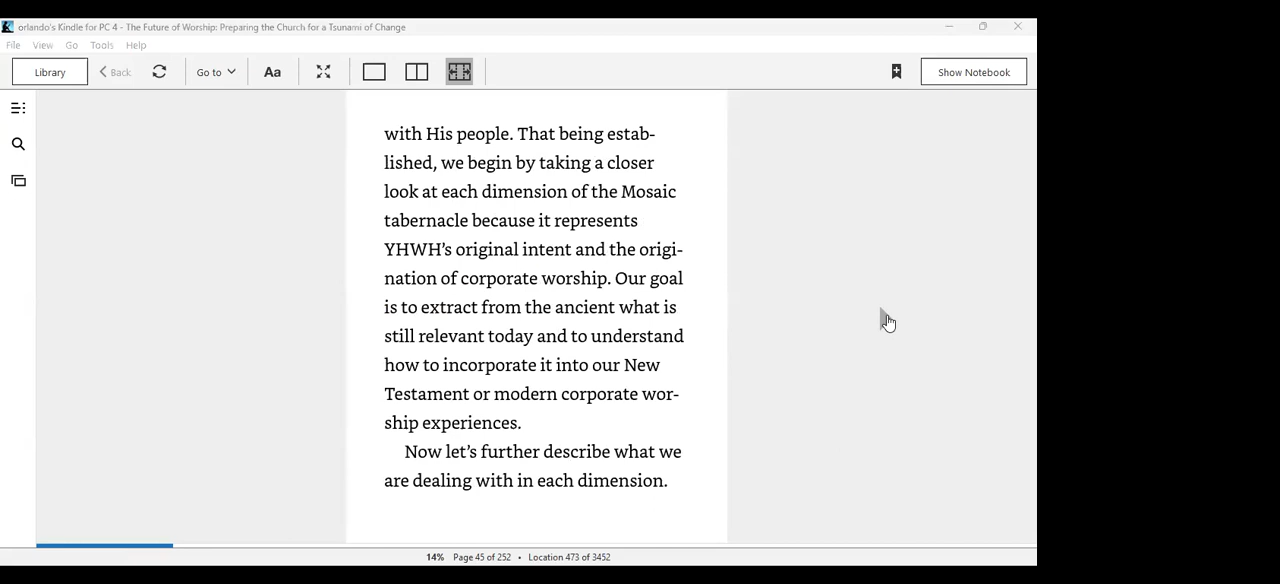 orlando's Kindle for PC 4 - The Future of Worship: Preparing the Church for a Tsunami of Change
File View Go Tools Help
Library Back Go to Aa Show Notebook
with His people. That being estab-
lished, we begin by taking a closer
look at each dimension of the Mosaic
tabernacle because it represents
YHWH’s original intent and the origi-
nation of corporate worship. Our goal
is to extract from the ancient what is
still relevant today and to understand
how to incorporate it into our New
Testament or modern corporate wor-
ship experiences.
Now let’s further describe what we
are dealing with in each dimension.
14% Page 45 of 252 • Location 473 of 3452